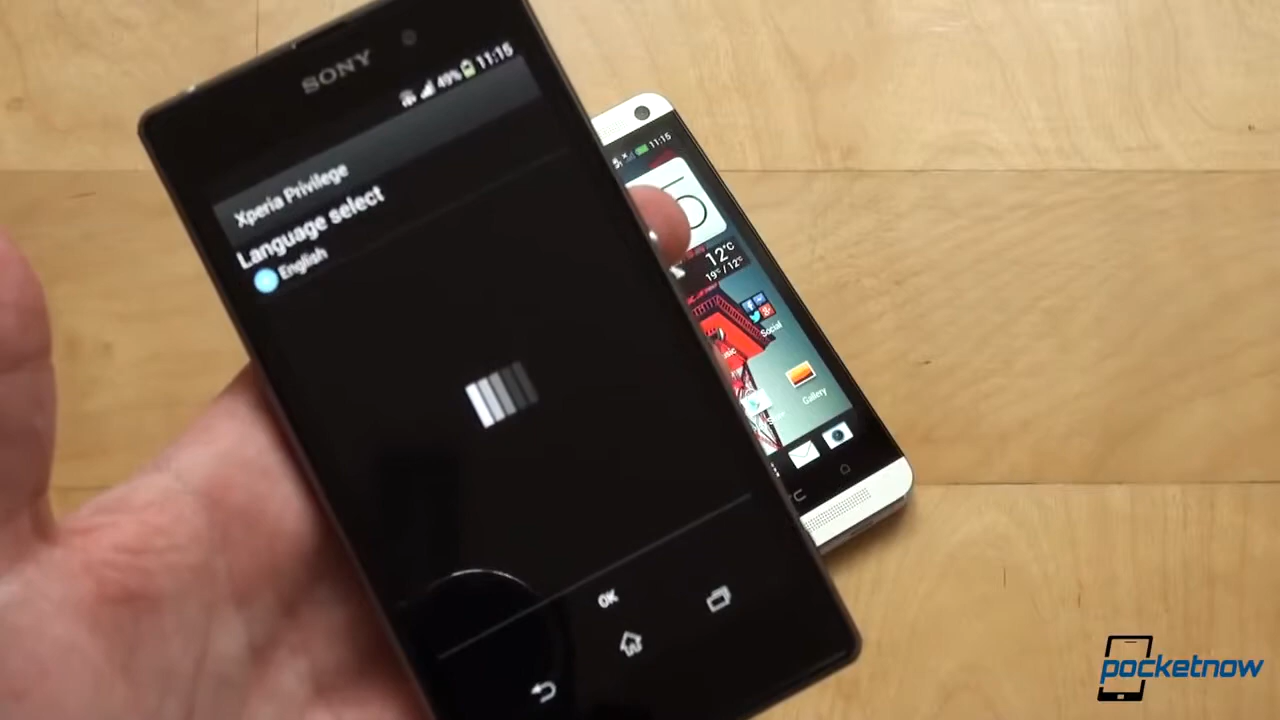 SONY
49% 11:15
Xperia Privilege
Language select
English
OK
11:15
12°C
19°/12°
Social
Gallery
pocketnow